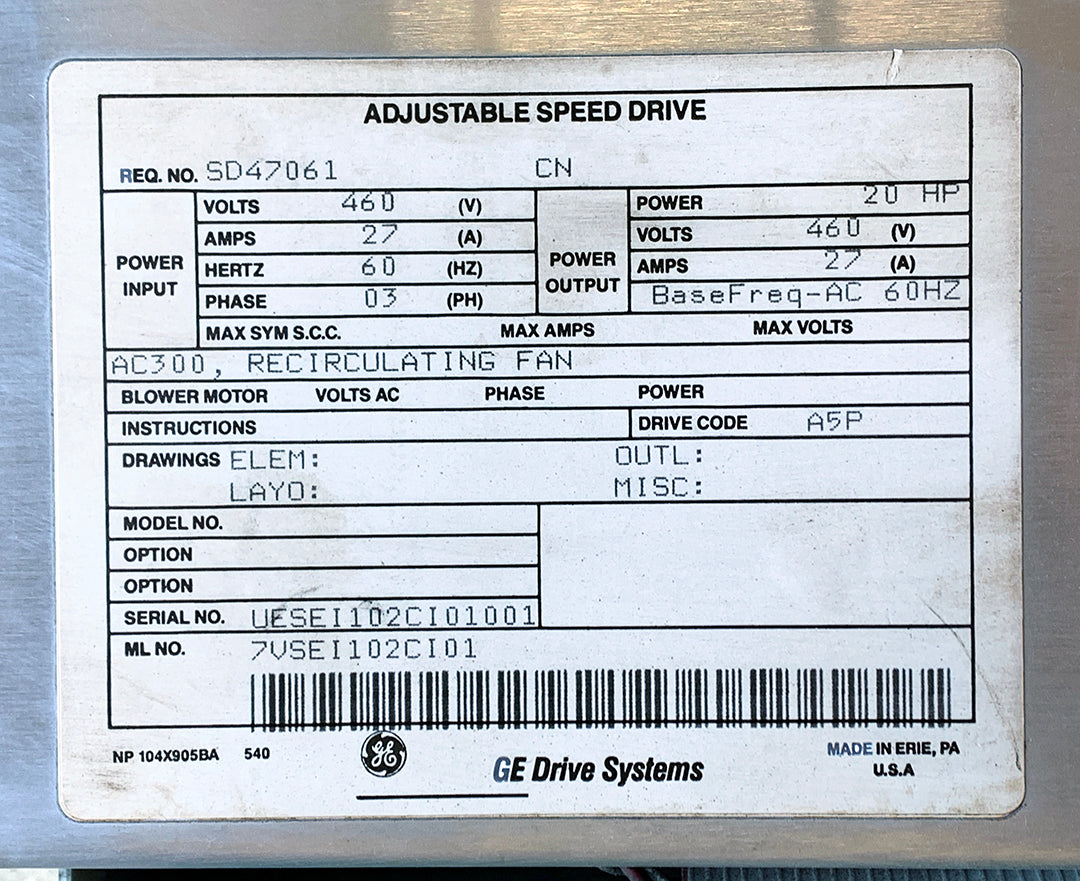 ADJUSTABLE SPEED DRIVE
REQ. NO. SD47061 CN
POWER INPUT
VOLTS 460 (V)
AMPS 27 (A)
HERTZ 60 (HZ)
PHASE 03 (PH)
POWER OUTPUT
POWER 20 HP
VOLTS 460 (V)
AMPS 27 (A)
BaseFreq-AC 60HZ
MAX SYM S.C.C. MAX AMPS MAX VOLTS
AC300, RECIRCULATING FAN
BLOWER MOTOR VOLTS AC PHASE POWER
INSTRUCTIONS DRIVE CODE A5P
DRAWINGS ELEM: OUTL:
LAYO: MISC:
MODEL NO.
OPTION
OPTION
SERIAL NO. UESEI102CI01001
ML NO. 7VSEI102CI01
NP 104X905BA 540 GE GE Drive Systems MADE IN ERIE, PA
U.S.A